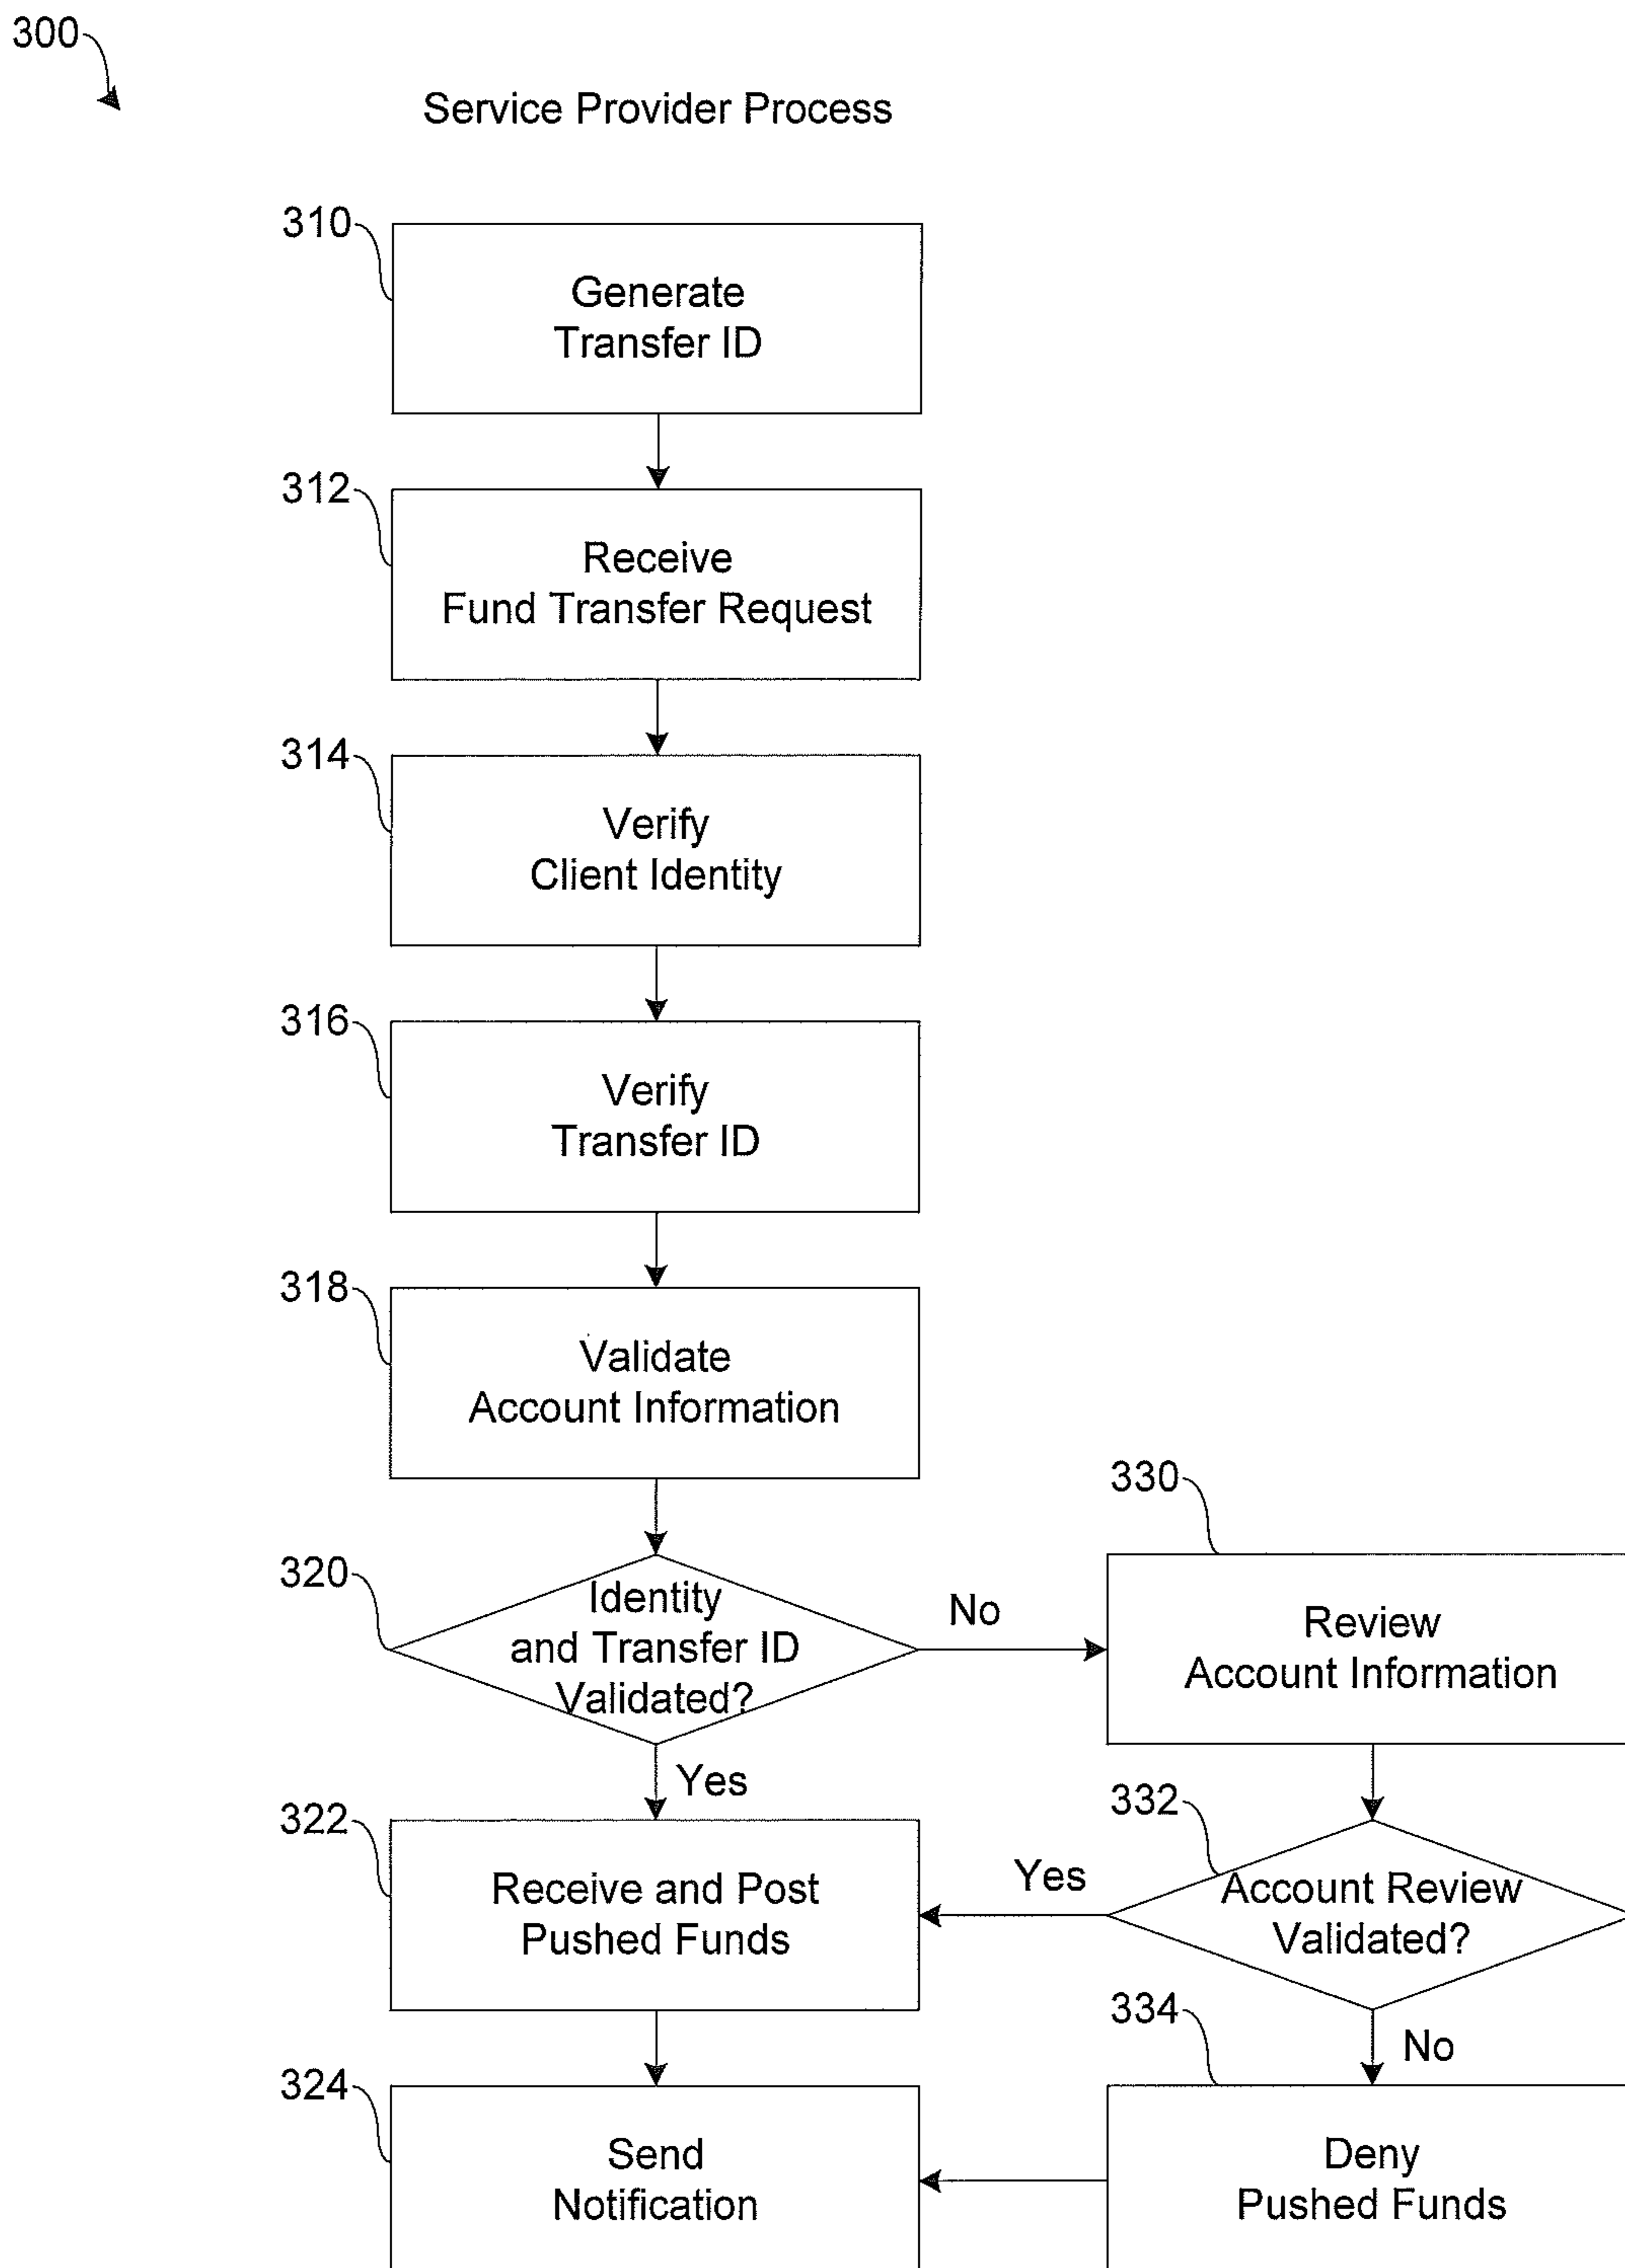 300
Service Provider Process
310
Generate
Transfer ID
312
Receive
Fund Transfer Request
314
Verify
Client Identity
316
Verify
Transfer ID
318
Validate
Account Information
320
Identity
and Transfer ID
Validated?
No
330
Review
Account Information
Yes
322
Receive and Post
Pushed Funds
Yes
332
Account Review
Validated?
No
324
Send
Notification
334
Deny
Pushed Funds